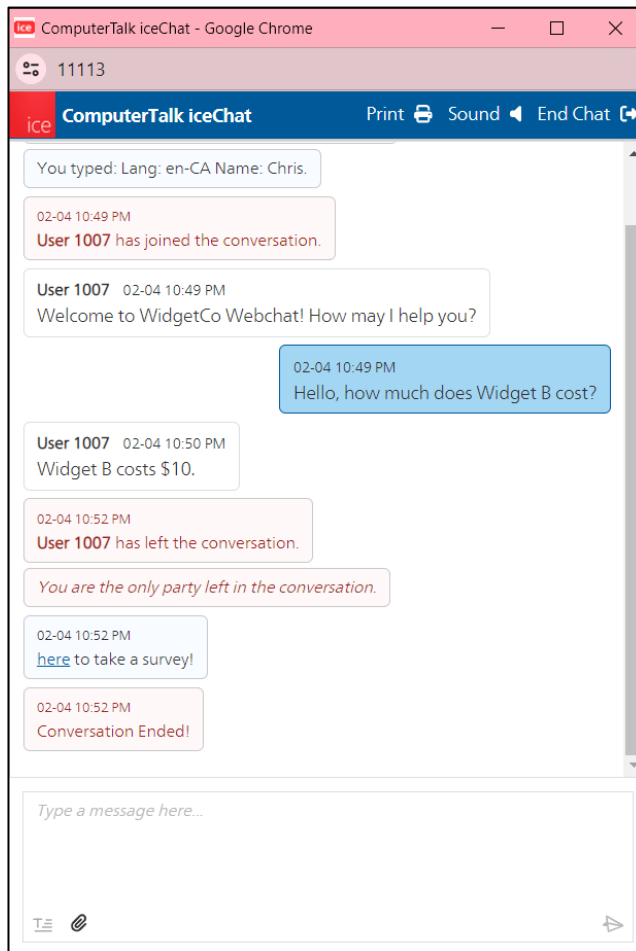 ice ComputerTalk iceChat - Google Chrome
11113
ice ComputerTalk iceChat Print Sound End Chat
You typed: Lang: en-CA Name: Chris.
02-04 10:49 PM
User 1007 has joined the conversation.
User 1007 02-04 10:49 PM
Welcome to WidgetCo Webchat! How may I help you?
02-04 10:49 PM
Hello, how much does Widget B cost?
User 1007 02-04 10:50 PM
Widget B costs $10.
02-04 10:52 PM
User 1007 has left the conversation.
You are the only party left in the conversation.
02-04 10:52 PM
here to take a survey!
02-04 10:52 PM
Conversation Ended!
Type a message here...